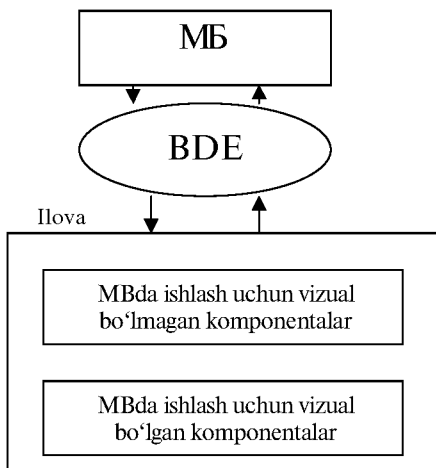 МБ
BDE
Ilova
MBda ishlash uchun vizual
bo‘lmagan komponentalar
MBda ishlash uchun vizual
bo‘lgan komponentalar